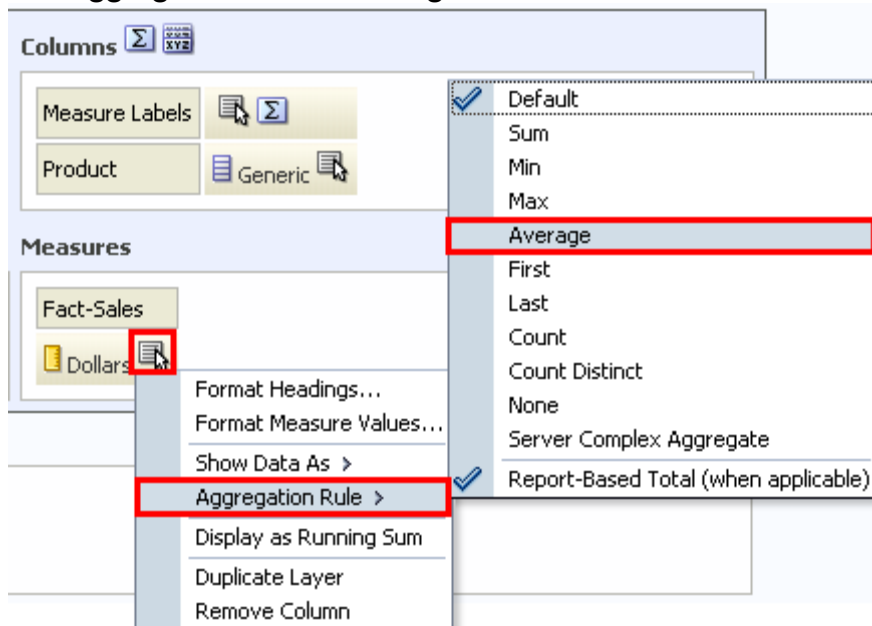 Columns
Measure Labels
Product Generic
Measures
Fact-Sales
Dollars
Format Headings...
Format Measure Values...
Show Data As >
Aggregation Rule >
Display as Running Sum
Duplicate Layer
Remove Column
Default
Sum
Min
Max
Average
First
Last
Count
Count Distinct
None
Server Complex Aggregate
Report-Based Total (when applicable)